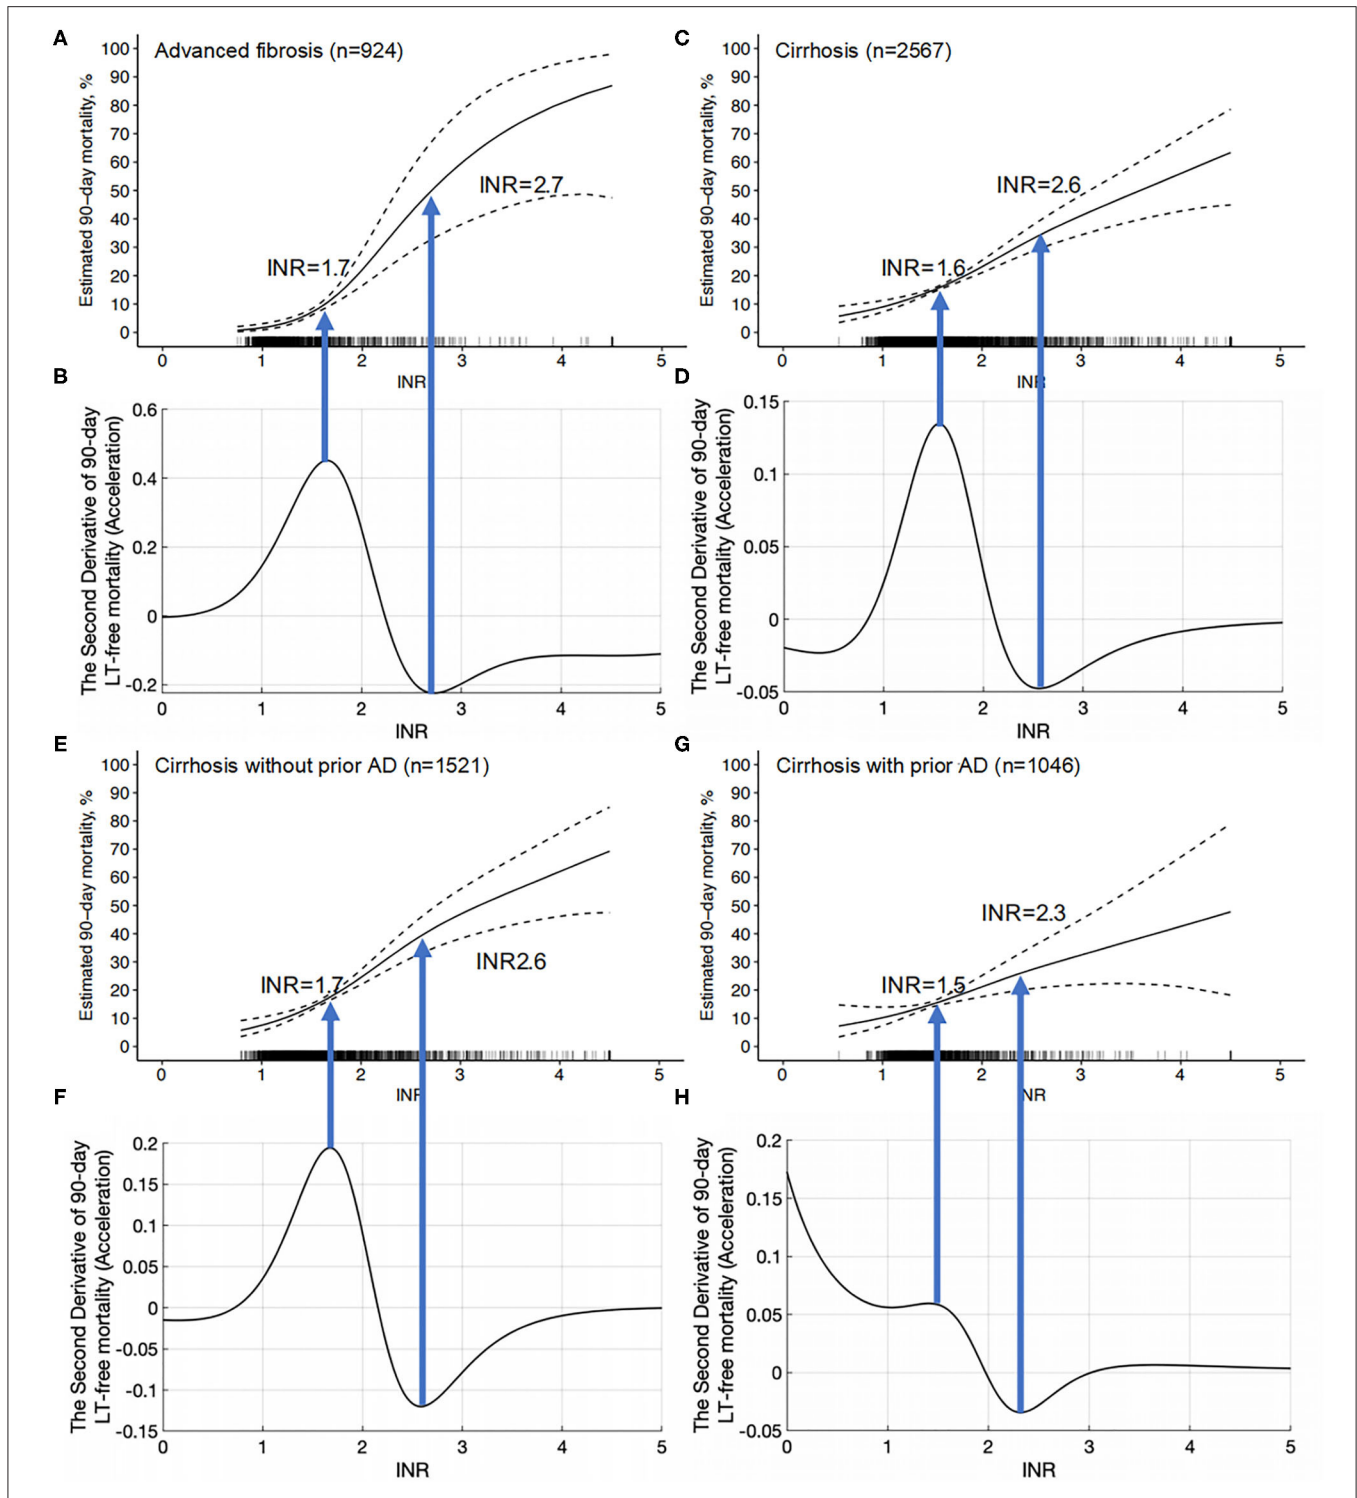 A
Advanced fibrosis (n=924)
Estimated 90–day mortality, %
100
90
80
70
60
50
40
30
20
10
0
INR=1.7
INR=2.7
0 1 2 3 4 5
INR
C
Cirrhosis (n=2567)
Estimated 90–day mortality, %
100
90
80
70
60
50
40
30
20
10
0
INR=1.6
INR=2.6
0 1 2 3 4 5
INR
B
The Second Derivative of 90-day
LT-free mortality (Acceleration)
0.6
0.4
0.2
0
-0.2
0 1 2 3 4 5
INR
D
The Second Derivative of 90-day
LT-free mortality (Acceleration)
0.15
0.1
0.05
0
-0.05
0 1 2 3 4 5
INR
E
Cirrhosis without prior AD (n=1521)
Estimated 90–day mortality, %
100
90
80
70
60
50
40
30
20
10
0
INR=1.7
INR2.6
0 1 2 3 4 5
INR
G
Cirrhosis with prior AD (n=1046)
Estimated 90–day mortality, %
100
90
80
70
60
50
40
30
20
10
0
INR=1.5
INR=2.3
0 1 2 3 4 5
NR
F
The Second Derivative of 90-day
LT-free mortality (Acceleration)
0.2
0.15
0.1
0.05
0
-0.05
-0.1
-0.15
0 1 2 3 4 5
INR
H
The Second Derivative of 90-day
LT-free mortality (Acceleration)
0.2
0.15
0.1
0.05
0
-0.05
0 1 2 3 4 5
INR